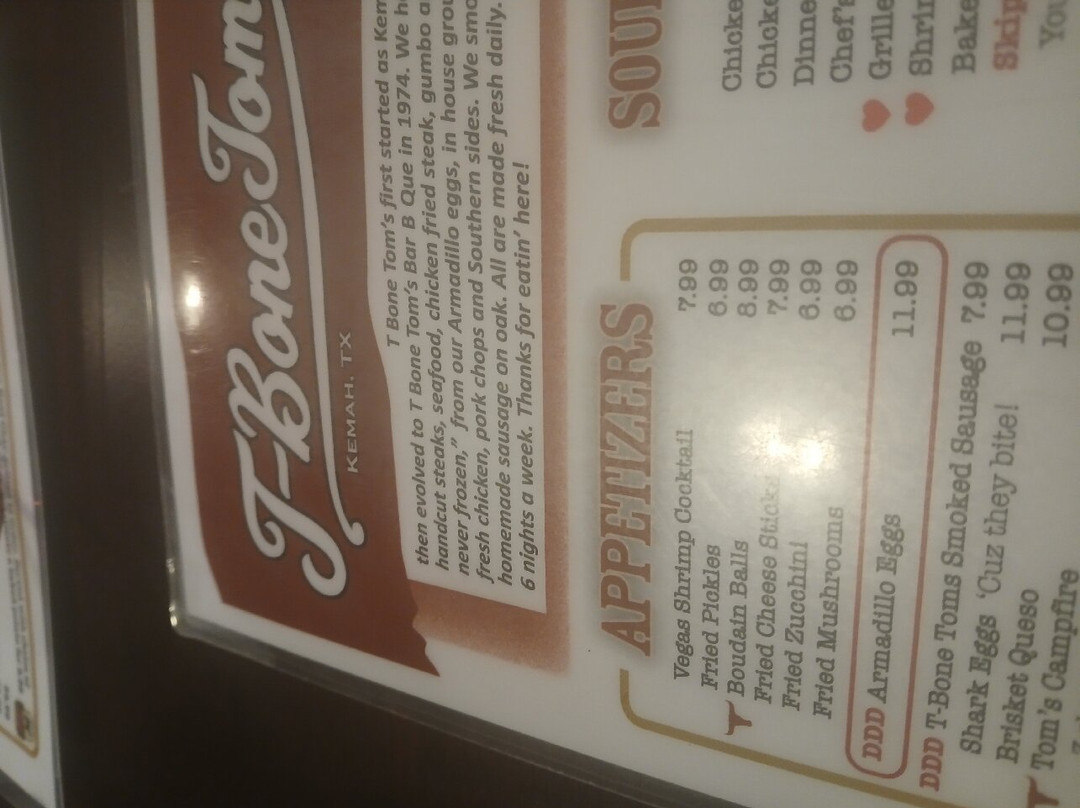 T-Bone Tom
KEMAH, TX
T Bone Tom's first started as Kem
then evolved to T Bone Tom's Bar B Que in 1974. We h
handcut steaks, seafood, chicken fried steak, gumbo a
never frozen," from our Armadillo eggs, in house grou
fresh chicken, pork chops and Southern sides. We smo
homemade sausage on oak. All are made fresh daily.
6 nights a week. Thanks for eatin' here!
APPETIZERS
Vegas Shrimp Cocktail 7.99
Fried Pickles 6.99
Boudain Balls 8.99
Fried Cheese Sticks 7.99
Fried Zucchini 6.99
Fried Mushrooms 6.99
DDD Armadillo Eggs 11.99
DDD T-Bone Toms Smoked Sausage 7.99
Shark Eggs 'Cuz they bite! 11.99
Brisket Queso 10.99
Tom's Campfire
SOU
Chicke
Chicke
Dinne
Chef's
Grille
Shrin
Bake
Skip
You